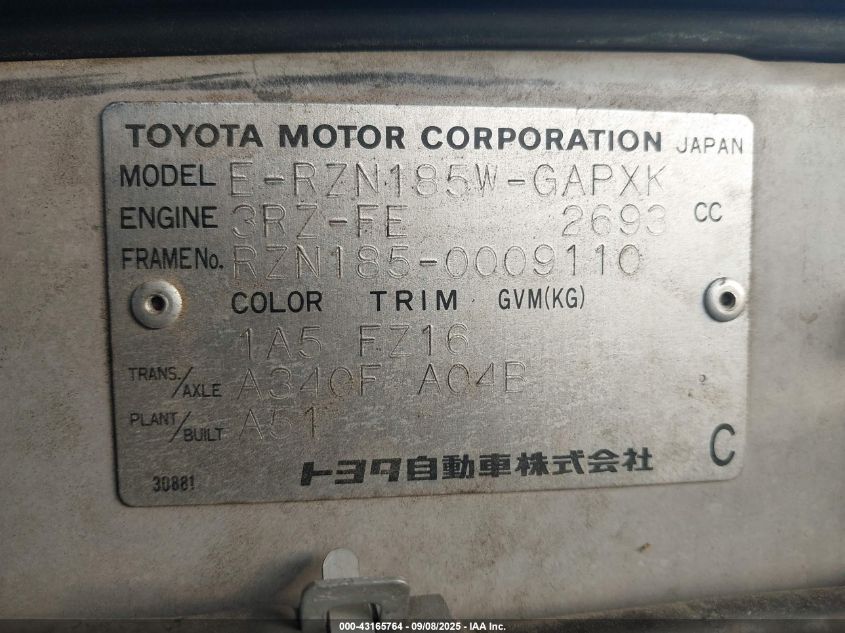 TOYOTA MOTOR CORPORATION JAPAN
MODEL E-RZN185W-GAPXK
ENGINE 3RZ-FE 2693 CC
FRAMENo. RZN185-0009110
COLOR TRIM GVM(KG)
1A5 FZ16
TRANS./AXLE A340F A04B
PLANT/BUILT A51
30881 トヨタ自動車株式会社 C
000-43165764 - 09/08/2025 - IAA Inc.